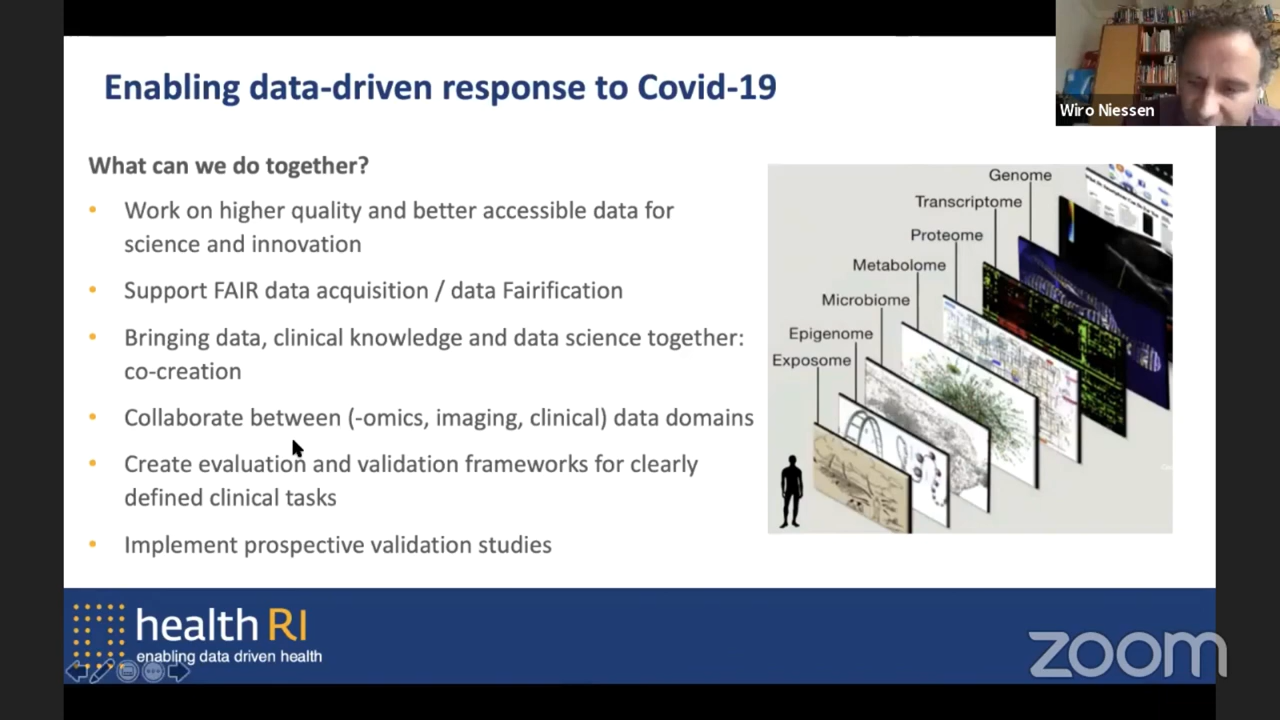 Enabling data-driven response to Covid-19
Wiro Niessen
What can we do together?
• Work on higher quality and better accessible data for
science and innovation
• Support FAIR data acquisition / data Fairification
• Bringing data, clinical knowledge and data science together:
co-creation
• Collaborate between (-omics, imaging, clinical) data domains
• Create evaluation and validation frameworks for clearly
defined clinical tasks
• Implement prospective validation studies
Genome
Transcriptome
Proteome
Metabolome
Microbiome
Epigenome
Exposome
health RI
enabling data driven health
zoom